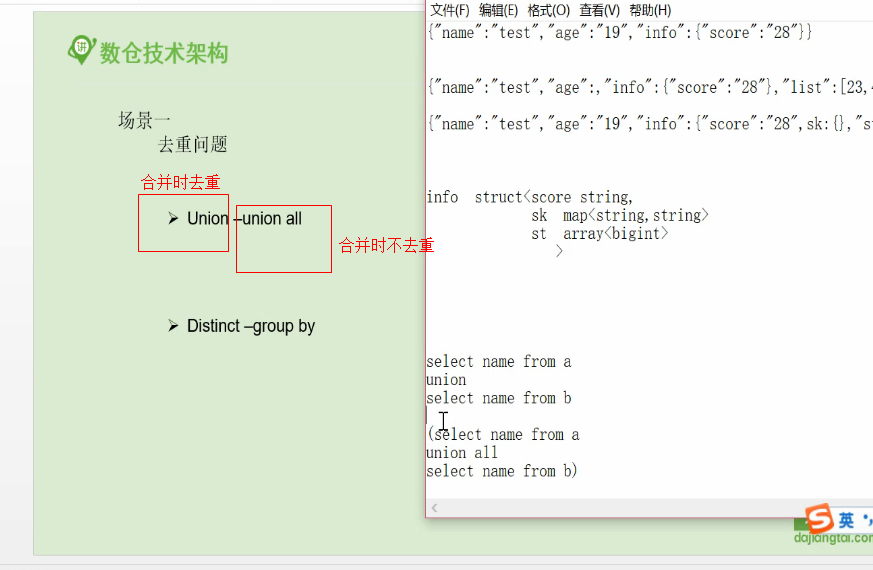 讲
数仓技术架构
场景一
去重问题
合并时去重
Union –union all
合并时不去重
Distinct –group by
文件(F) 编辑(E) 格式(O) 查看(V) 帮助(H)
{"name":"test","age":"19","info":{"score":"28"}}
{"name":"test","age":,"info":{"score":"28"},"list":[23,
{"name":"test","age":"19","info":{"score":"28",sk:{},"s
info struct<score string,
sk map<string,string>
st array<bigint>
>
select name from a
union
select name from b
(select name from a
union all
select name from b)
S 英
dajiangtai.com